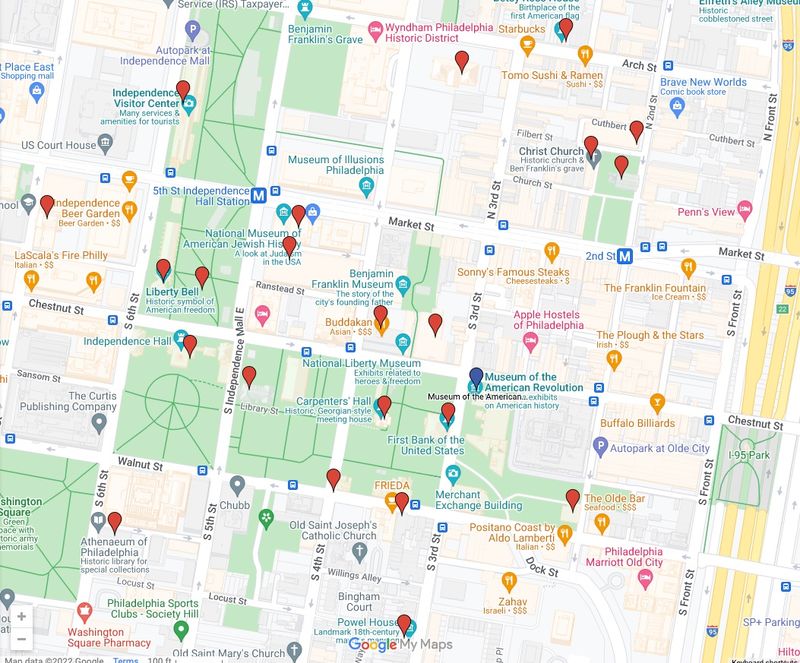 Service (IRS) Taxpayer...
Betsy Ross House
Birthplace of the
first American flag
Elfreth's Alley Museum
Historic
cobblestoned street
Benjamin
Franklin's Grave
Wyndham Philadelphia
Historic District
Starbucks
95
Autopark at
Independence Mall
Arch St
Tomo Sushi & Ramen
Sushi • $$
Place East
Shopping mall
Independence
Visitor Center
Many services &
amenities for tourists
Brave New Worlds
Comic book store
N 2nd St
N Front St
Cuthbert
Filbert St
Cuthbert St
US Court House
Christ Church
Historic church &
Ben Franklin's grave
Museum of Illusions
Philadelphia
Church St
5th St Independence
Hall Station
M
N 3rd St
Independence
Beer Garden
Beer Garden • $$
Market St
Penn's View
National Museum of
American Jewish History
A look at Judaism
in the USA
2nd St
M
Market St
LaScala's Fire Philly
Italian • $$
Sonny's Famous Steaks
Cheesesteaks • $
Benjamin
Franklin Museum
The story of the
city's founding father
Ranstead St
Liberty Bell
Historic symbol of
American freedom
The Franklin Fountain
Ice Cream • $$
95
22
Chestnut St
S 6th St
S Independence Mall E
S 3rd St
S Front St
Buddakan
Asian • $$
Apple Hostels
of Philadelphia
The Plough & the Stars
Irish • $$
Independence Hall
National Liberty Museum
Exhibits related to
heroes & freedom
Sansom St
Museum of the
American Revolution
exhibits
on American history
Museum of the American...
The Curtis
Publishing Company
Library St
Carpenters' Hall
Historic, Georgian-style
meeting house
Buffalo Billiards
Chestnut St
First Bank of the
United States
Autopark at Old City
I-95 Park
Walnut St
S Front St
Merchant
Exchange Building
Chubb
FRIEDA
The Olde Bar
Seafood • $$$
S 6th St
S 5th St
Square
Old Saint Joseph's
Catholic Church
Positano Coast by
Aldo Lamberti
Italian • $$
Athenaeum of
Philadelphia
Historic library for
special collections
S 4th St
S 3rd St
Philadelphia
Marriott Old City
Dock St
Willings Alley
Locust St
Locust St
Bingham
Court
Zahav
Israeli • $$$
S Front St
Philadelphia Sports
Clubs - Society Hill
Powel House
Landmark 18th-century
SP+ Parking
Washington
Square Pharmacy
95
Old Saint Mary's Church
Google My Maps
Map data ©2022 Google
Terms
100 ft
Keyboard shortcuts